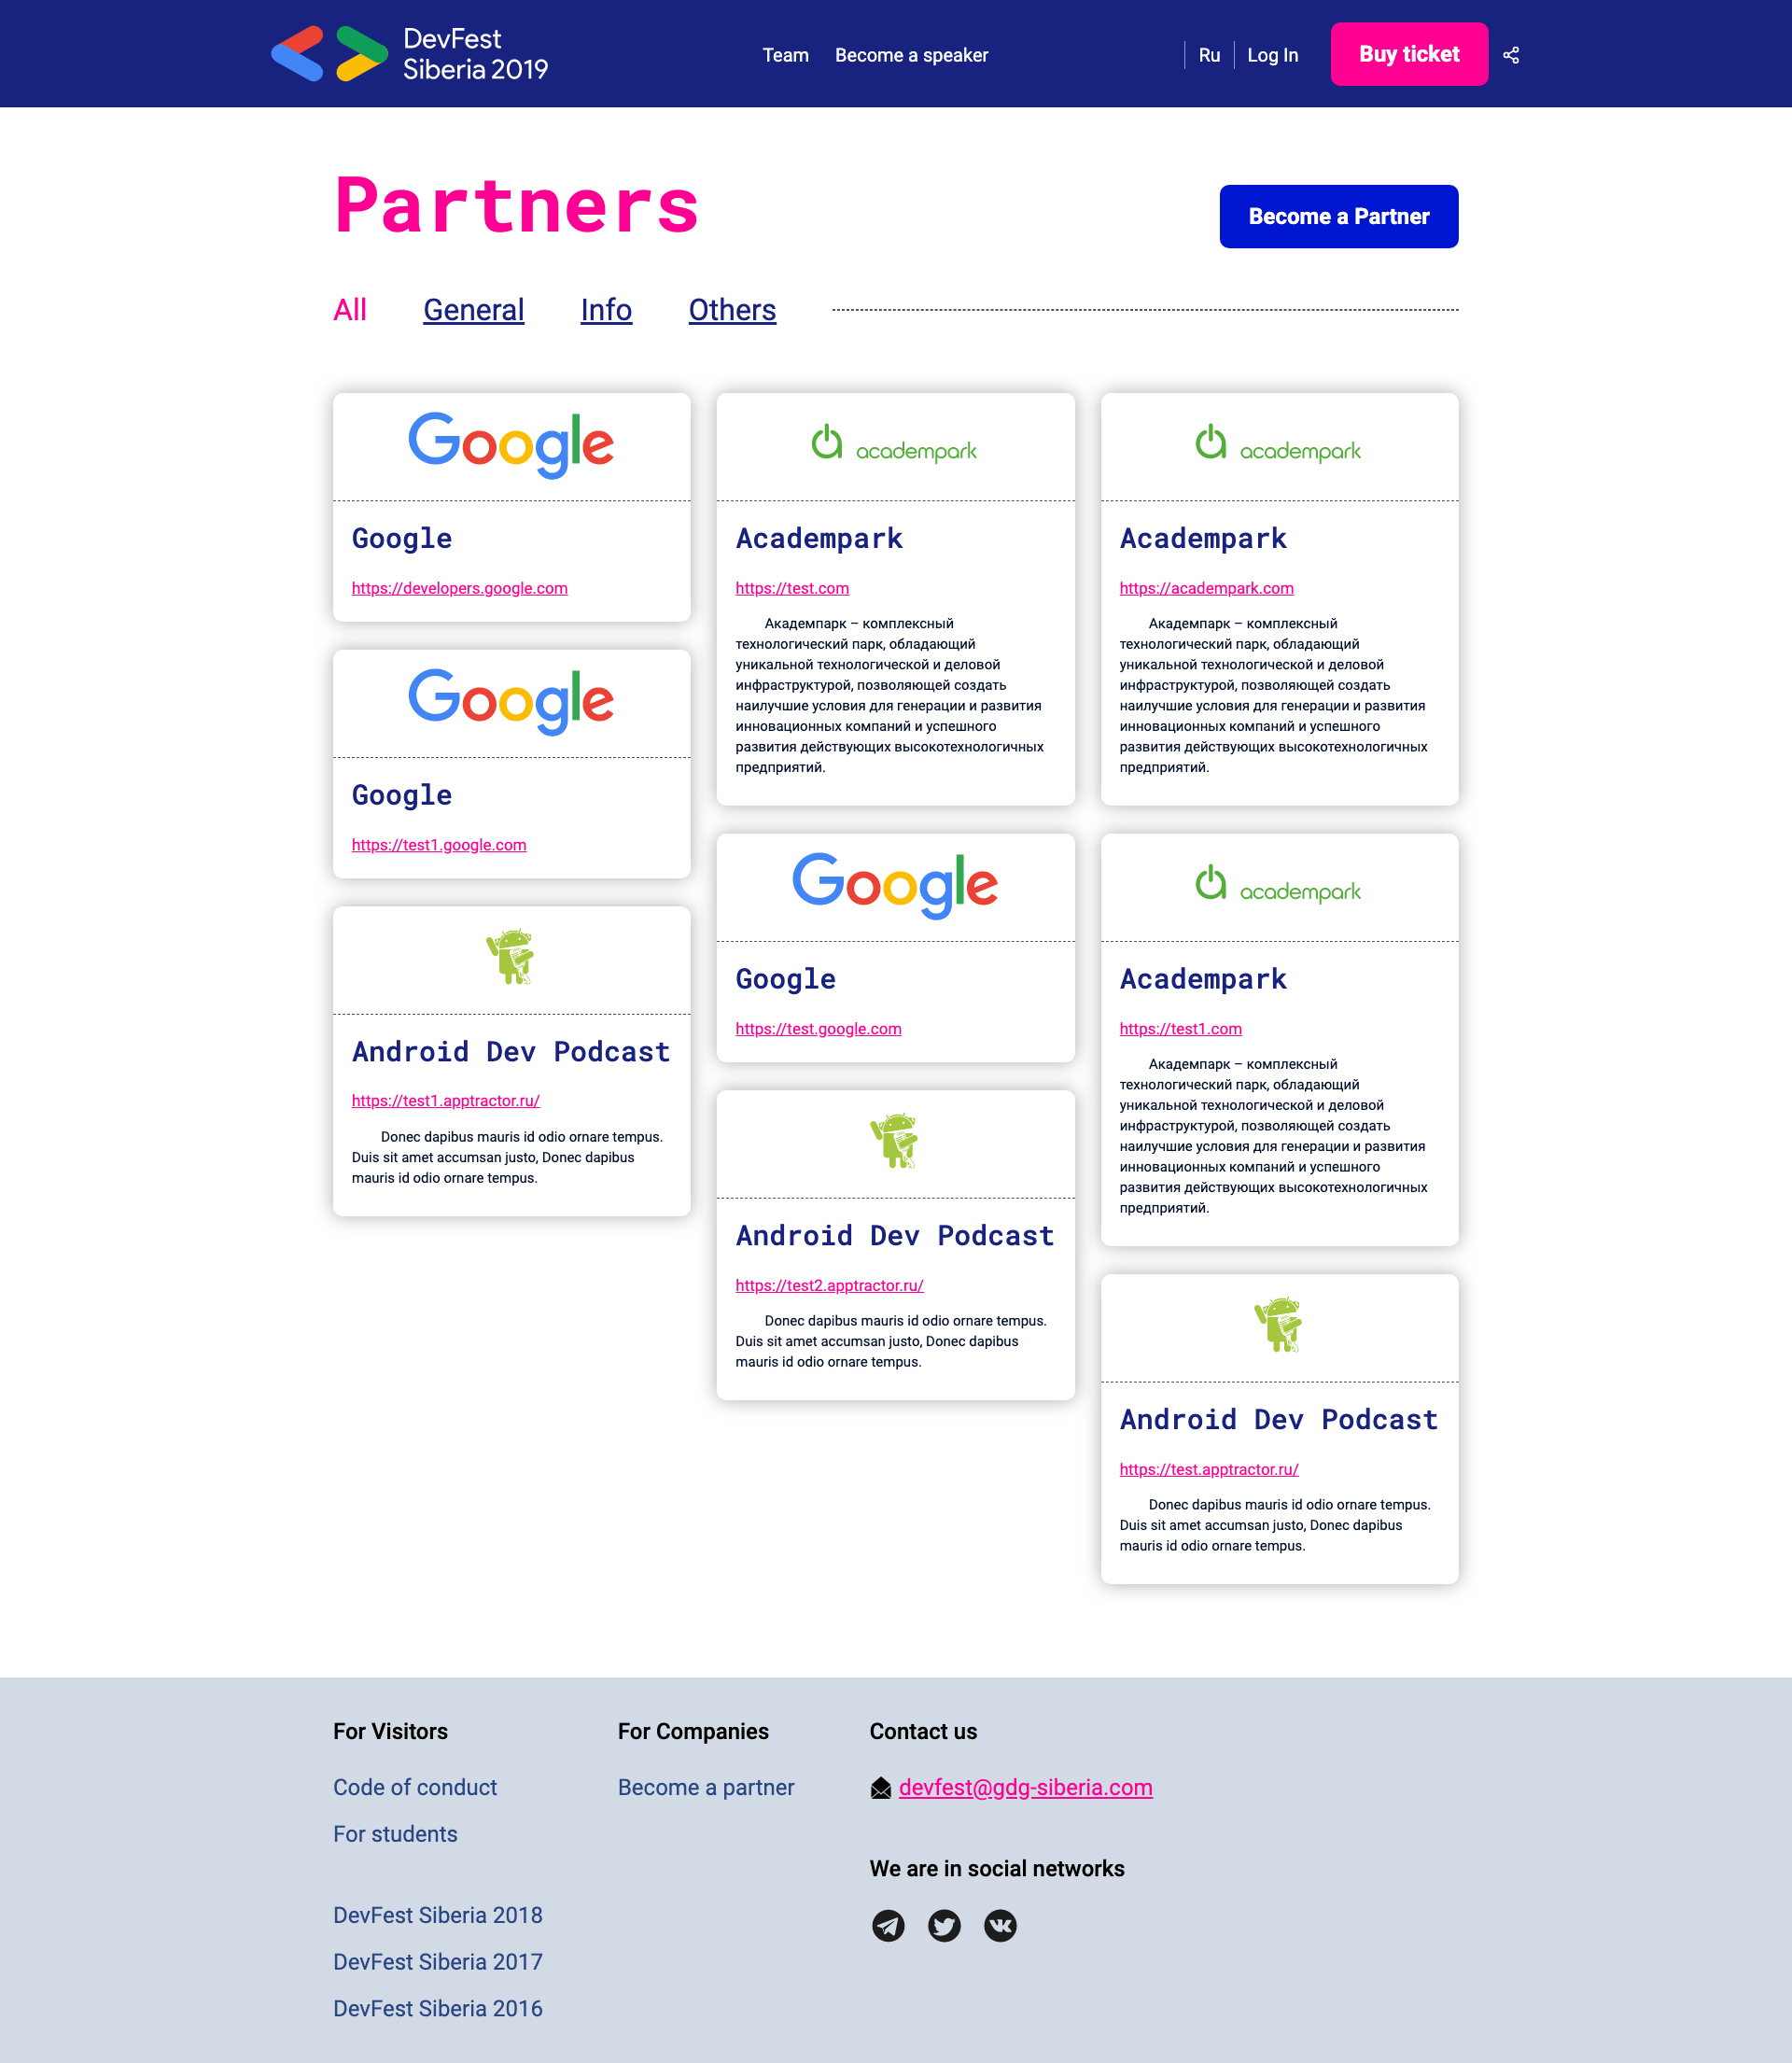 DevFest
Siberia 2019
Team
Become a speaker
Ru
Log In
Buy ticket
Partners
Become a Partner
All
General
Info
Others
Google
Google
https://developers.google.com
Google
Google
https://test1.google.com
Android Dev Podcast
https://test1.apptractor.ru/
Donec dapibus mauris id odio ornare tempus.
Duis sit amet accumsan justo, Donec dapibus
mauris id odio ornare tempus.
academpark
Academpark
https://test.com
Академпарк – комплексный
технологический парк, обладающий
уникальной технологической и деловой
инфраструктурой, позволяющей создать
наилучшие условия для генерации и развития
инновационных компаний и успешного
развития действующих высокотехнологичных
предприятий.
Google
Google
https://test.google.com
Android Dev Podcast
https://test2.apptractor.ru/
Donec dapibus mauris id odio ornare tempus.
Duis sit amet accumsan justo, Donec dapibus
mauris id odio ornare tempus.
academpark
Academpark
https://academpark.com
Академпарк – комплексный
технологический парк, обладающий
уникальной технологической и деловой
инфраструктурой, позволяющей создать
наилучшие условия для генерации и развития
инновационных компаний и успешного
развития действующих высокотехнологичных
предприятий.
academpark
Academpark
https://test1.com
Академпарк – комплексный
технологический парк, обладающий
уникальной технологической и деловой
инфраструктурой, позволяющей создать
наилучшие условия для генерации и развития
инновационных компаний и успешного
развития действующих высокотехнологичных
предприятий.
Android Dev Podcast
https://test.apptractor.ru/
Donec dapibus mauris id odio ornare tempus.
Duis sit amet accumsan justo, Donec dapibus
mauris id odio ornare tempus.
For Visitors
Code of conduct
For students
DevFest Siberia 2018
DevFest Siberia 2017
DevFest Siberia 2016
For Companies
Become a partner
Contact us
devfest@gdg-siberia.com
We are in social networks